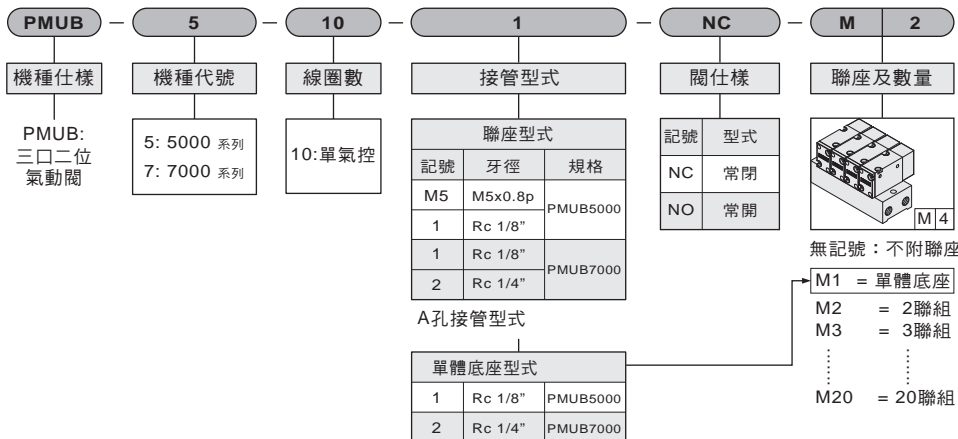 PMUB – 5 – 10 – 1 – NC – M 2
機種仕樣
PMUB:
三口二位
氣動閥
機種代號
5: 5000 系列
7: 7000 系列
線圈數
10:單氣控
接管型式
聯座型式
記號 牙徑 規格
M5 M5x0.8p PMUB5000
1 Rc 1/8”
1 Rc 1/8” PMUB7000
2 Rc 1/4”
A孔接管型式
單體底座型式
1 Rc 1/8” PMUB5000
2 Rc 1/4” PMUB7000
閥仕樣
記號 型式
NC 常閉
NO 常開
聯座及數量
M 4
無記號：不附聯座
M1 = 單體底座
M2 = 2聯組
M3 = 3聯組
M20 = 20聯組